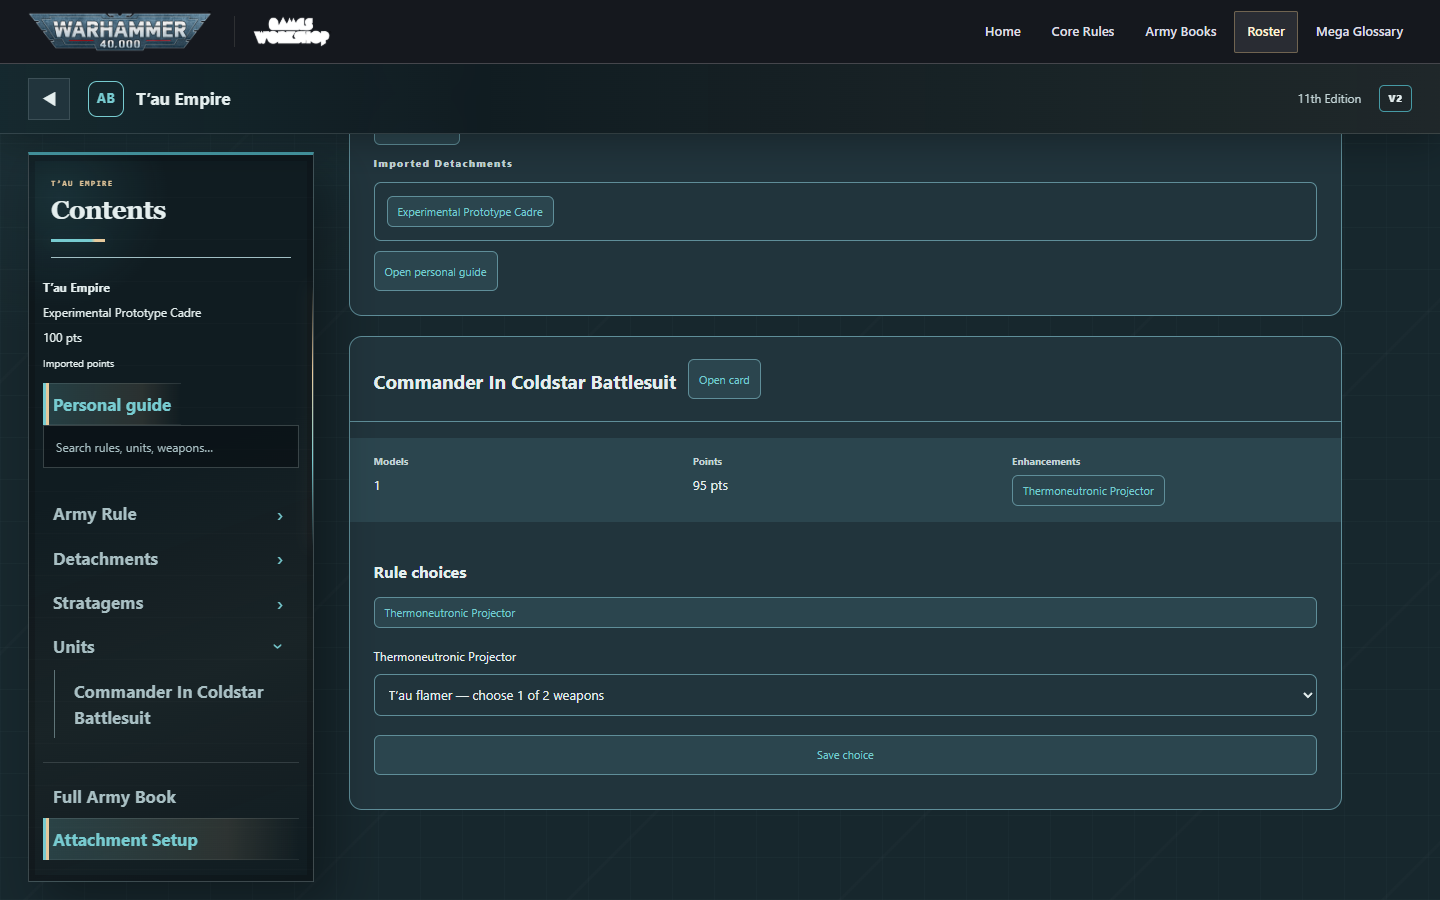 WARHAMMER
40,000
GAMES
WORKSHOP
Home
Core Rules
Army Books
Roster
Mega Glossary
◀
AB
T'au Empire
11th Edition
V2
T'AU EMPIRE
Contents
T'au Empire
Experimental Prototype Cadre
100 pts
Imported points
Personal guide
Search rules, units, weapons...
Army Rule
Detachments
Stratagems
Units
Commander In Coldstar
Battlesuit
Full Army Book
Attachment Setup
Imported Detachments
Experimental Prototype Cadre
Open personal guide
Commander In Coldstar Battlesuit
Open card
Models
1
Points
95 pts
Enhancements
Thermoneutronic Projector
Rule choices
Thermoneutronic Projector
Thermoneutronic Projector
T'au flamer — choose 1 of 2 weapons
Save choice